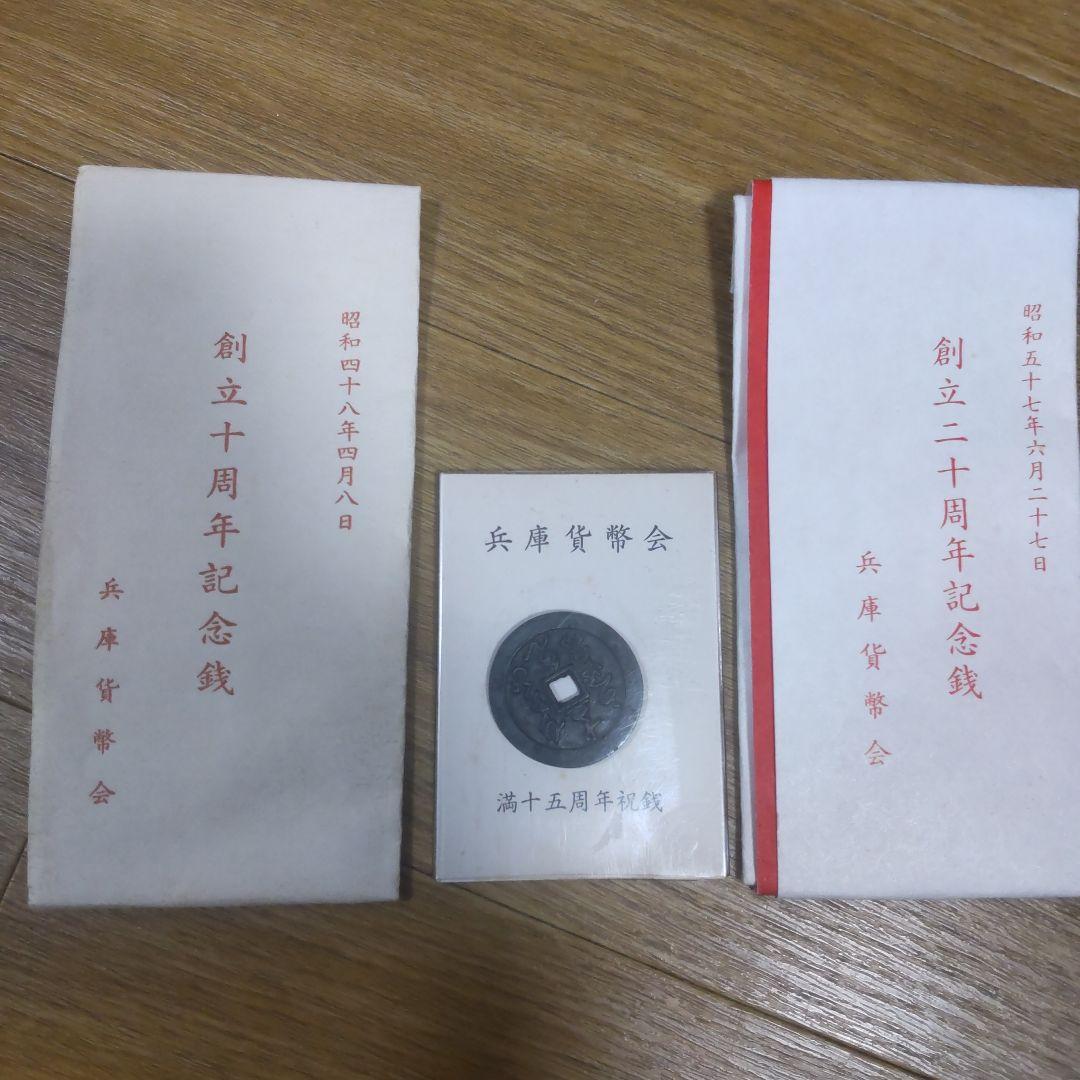 昭和四十八年四月八日
創立十周年記念銭
兵庫貨幣会
兵庫貨幣会
満十五周年祝銭
昭和五十七年六月二十七日
創立二十周年記念銭
兵庫貨幣会